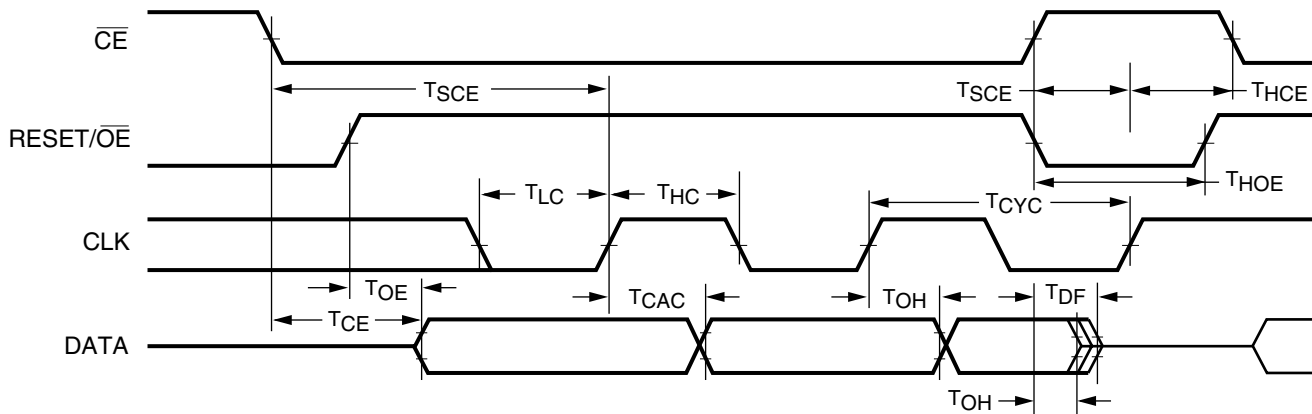 CE
TSCE
TSCE
THCE
RESET/OE
TLC
THC
TCYC
THOE
CLK
TOE
TCAC
TOH
TDF
TCE
DATA
TOH